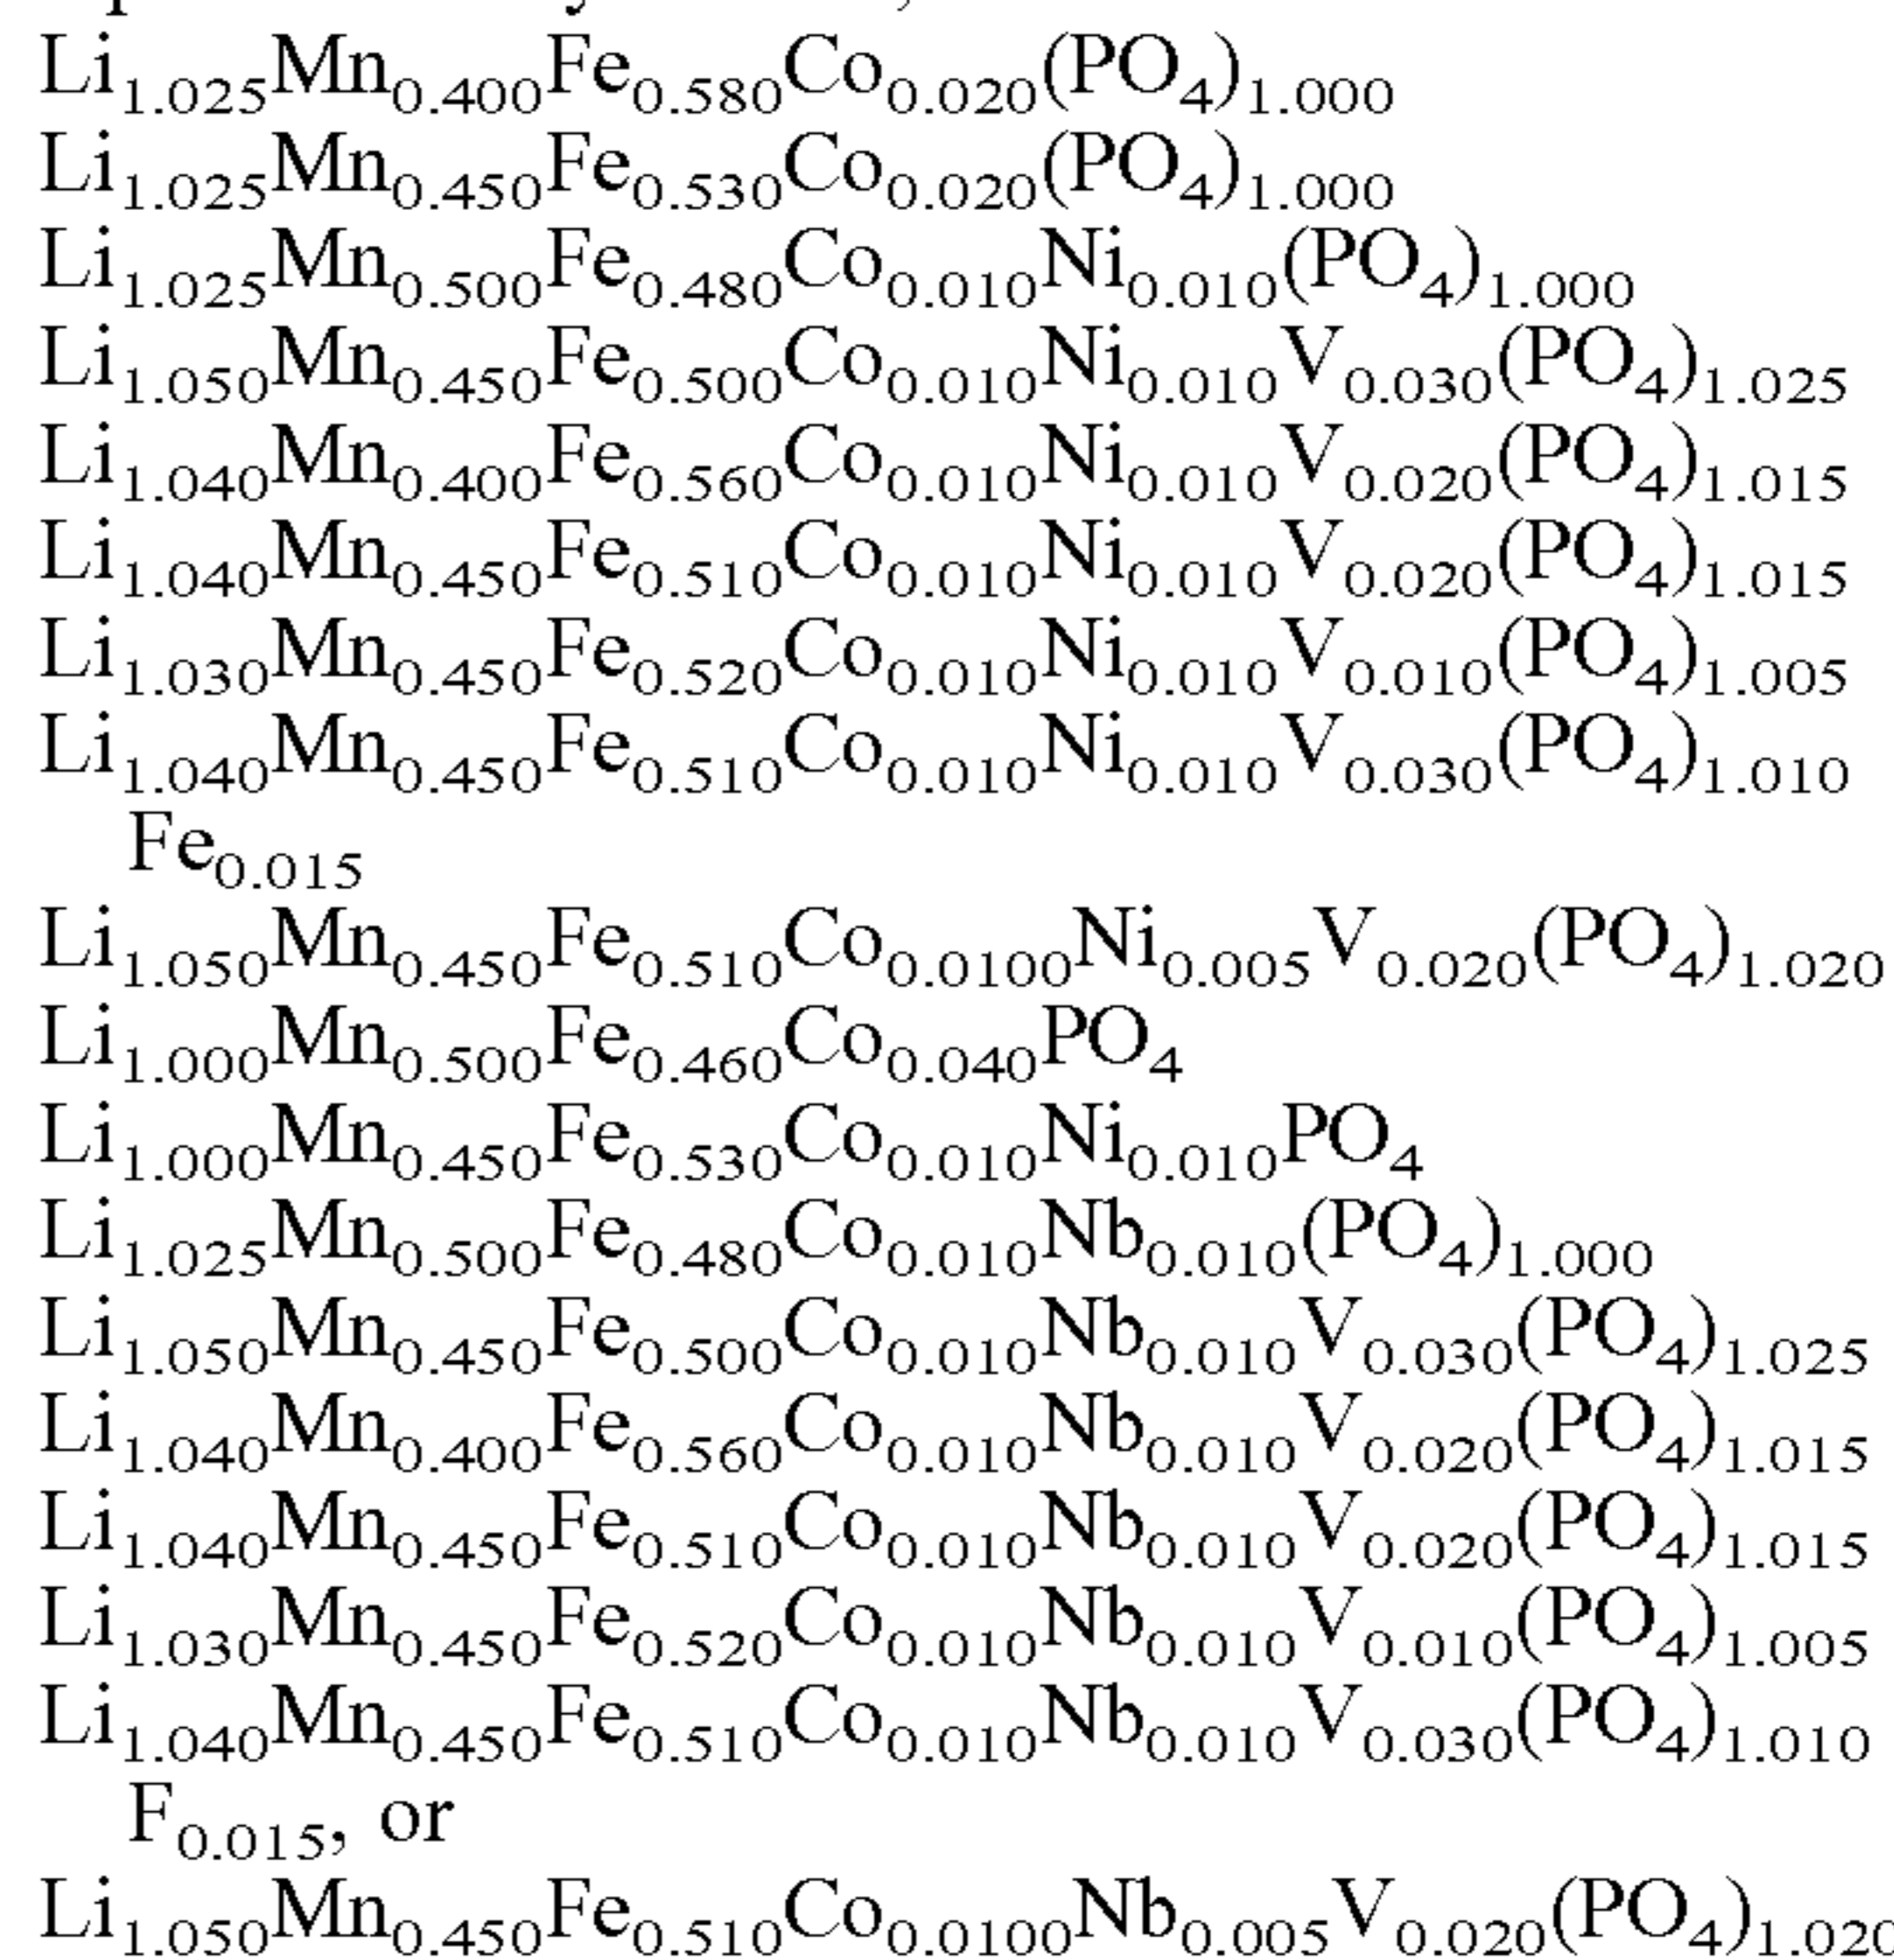 Li1.025Mn0.400Fe0.580Co0.020(PO4)1.000
Li1.025Mn0.450Fe0.530Co0.020(PO4)1.000
Li1.025Mn0.500Fe0.480Co0.010Ni0.010(PO4)1.000
Li1.050Mn0.450Fe0.500Co0.010Ni0.010V0.030(PO4)1.025
Li1.040Mn0.400Fe0.560Co0.010Ni0.010V0.020(PO4)1.015
Li1.040Mn0.450Fe0.510Co0.010Ni0.010V0.020(PO4)1.015
Li1.030Mn0.450Fe0.520Co0.010Ni0.010V0.010(PO4)1.005
Li1.040Mn0.450Fe0.510Co0.010Ni0.010V0.030(PO4)1.010
Fe0.015
Li1.050Mn0.450Fe0.510Co0.0100Ni0.005V0.020(PO4)1.020
Li1.000Mn0.500Fe0.460Co0.040PO4
Li1.000Mn0.450Fe0.530Co0.010Ni0.010PO4
Li1.025Mn0.500Fe0.480Co0.010Nb0.010(PO4)1.000
Li1.050Mn0.450Fe0.500Co0.010Nb0.010V0.030(PO4)1.025
Li1.040Mn0.400Fe0.560Co0.010Nb0.010V0.020(PO4)1.015
Li1.040Mn0.450Fe0.510Co0.010Nb0.010V0.020(PO4)1.015
Li1.030Mn0.450Fe0.520Co0.010Nb0.010V0.010(PO4)1.005
Li1.040Mn0.450Fe0.510Co0.010Nb0.010V0.030(PO4)1.010
F0.015, or
Li1.050Mn0.450Fe0.510Co0.0100Nb0.005V0.020(PO4)1.020